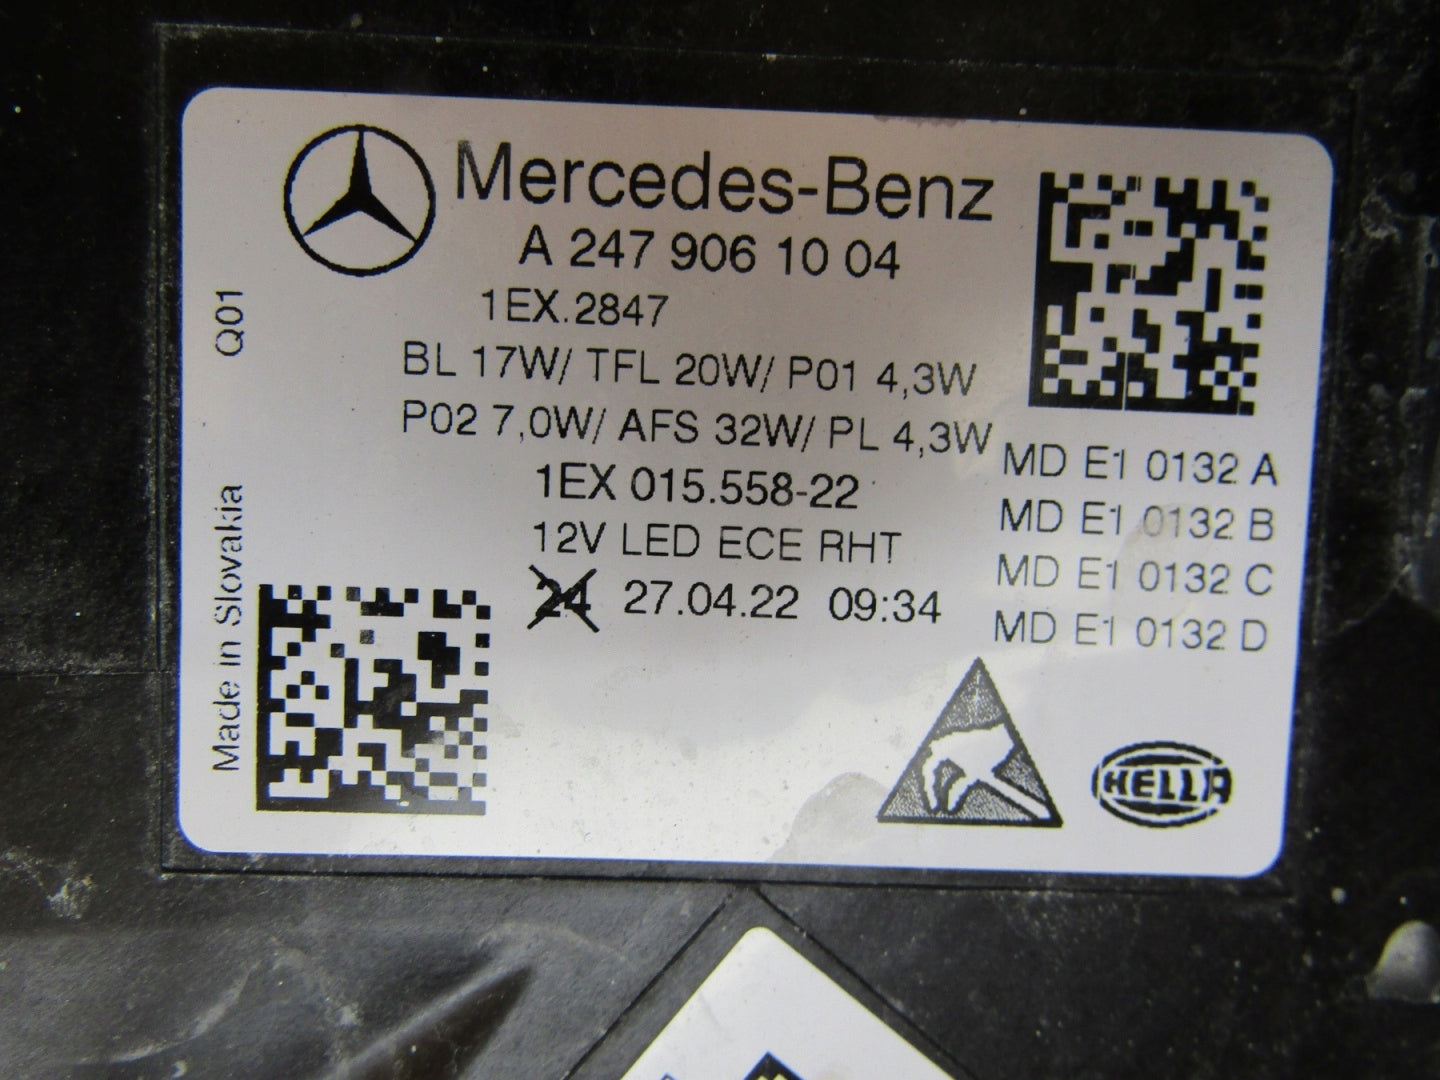 Mercedes-Benz
A 247 906 10 04
1EX.2847
BL 17W/ TFL 20W/ P01 4,3W
P02 7,0W/ AFS 32W/ PL 4,3W
1EX 015.558-22
12V LED ECE RHT
24 27.04.22 09:34
MD E1 0132 A
MD E1 0132 B
MD E1 0132 C
MD E1 0132 D
Q01
Made in Slovakia
HELLA